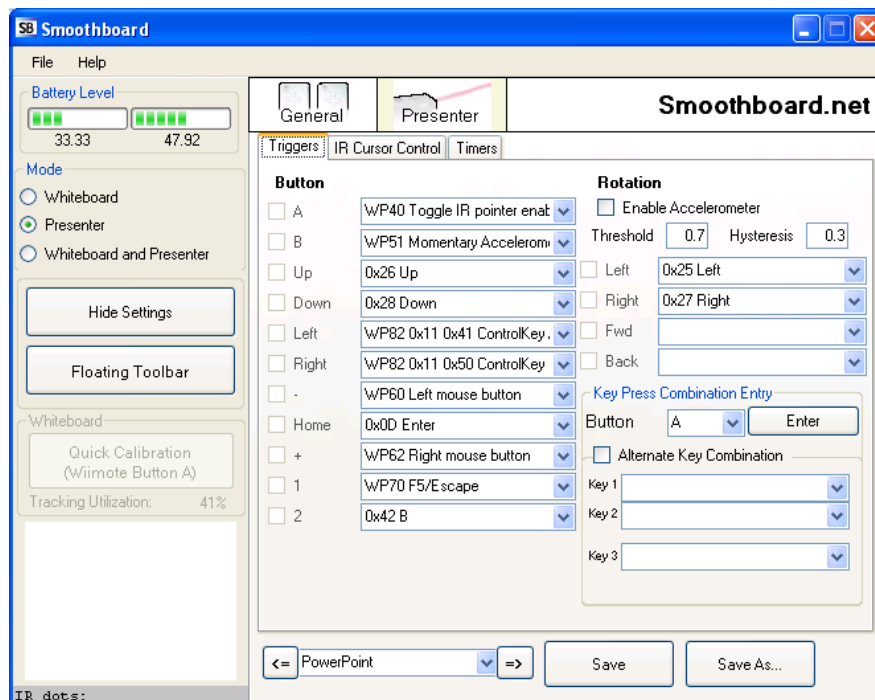 SB Smoothboard
File Help
Battery Level
33.33 47.92
Mode
Whiteboard
Presenter
Whiteboard and Presenter
Hide Settings
Floating Toolbar
Whiteboard
Quick Calibration
(Wiimote Button A)
Tracking Utilization: 41%
IR dots:
General
Presenter
Smoothboard.net
Triggers IR Cursor Control Timers
Button
A WP40 Toggle IR pointer enab
B WP51 Momentary Accelerom
Up 0x26 Up
Down 0x28 Down
Left WP82 0x11 0x41 ControlKey
Right WP82 0x11 0x50 ControlKey
- WP60 Left mouse button
Home 0x0D Enter
+ WP62 Right mouse button
1 WP70 F5/Escape
2 0x42 B
Rotation
Enable Accelerometer
Threshold 0.7 Hysteresis 0.3
Left 0x25 Left
Right 0x27 Right
Fwd
Back
Key Press Combination Entry
Button A Enter
Alternate Key Combination
Key 1
Key 2
Key 3
<= PowerPoint =>
Save
Save As...